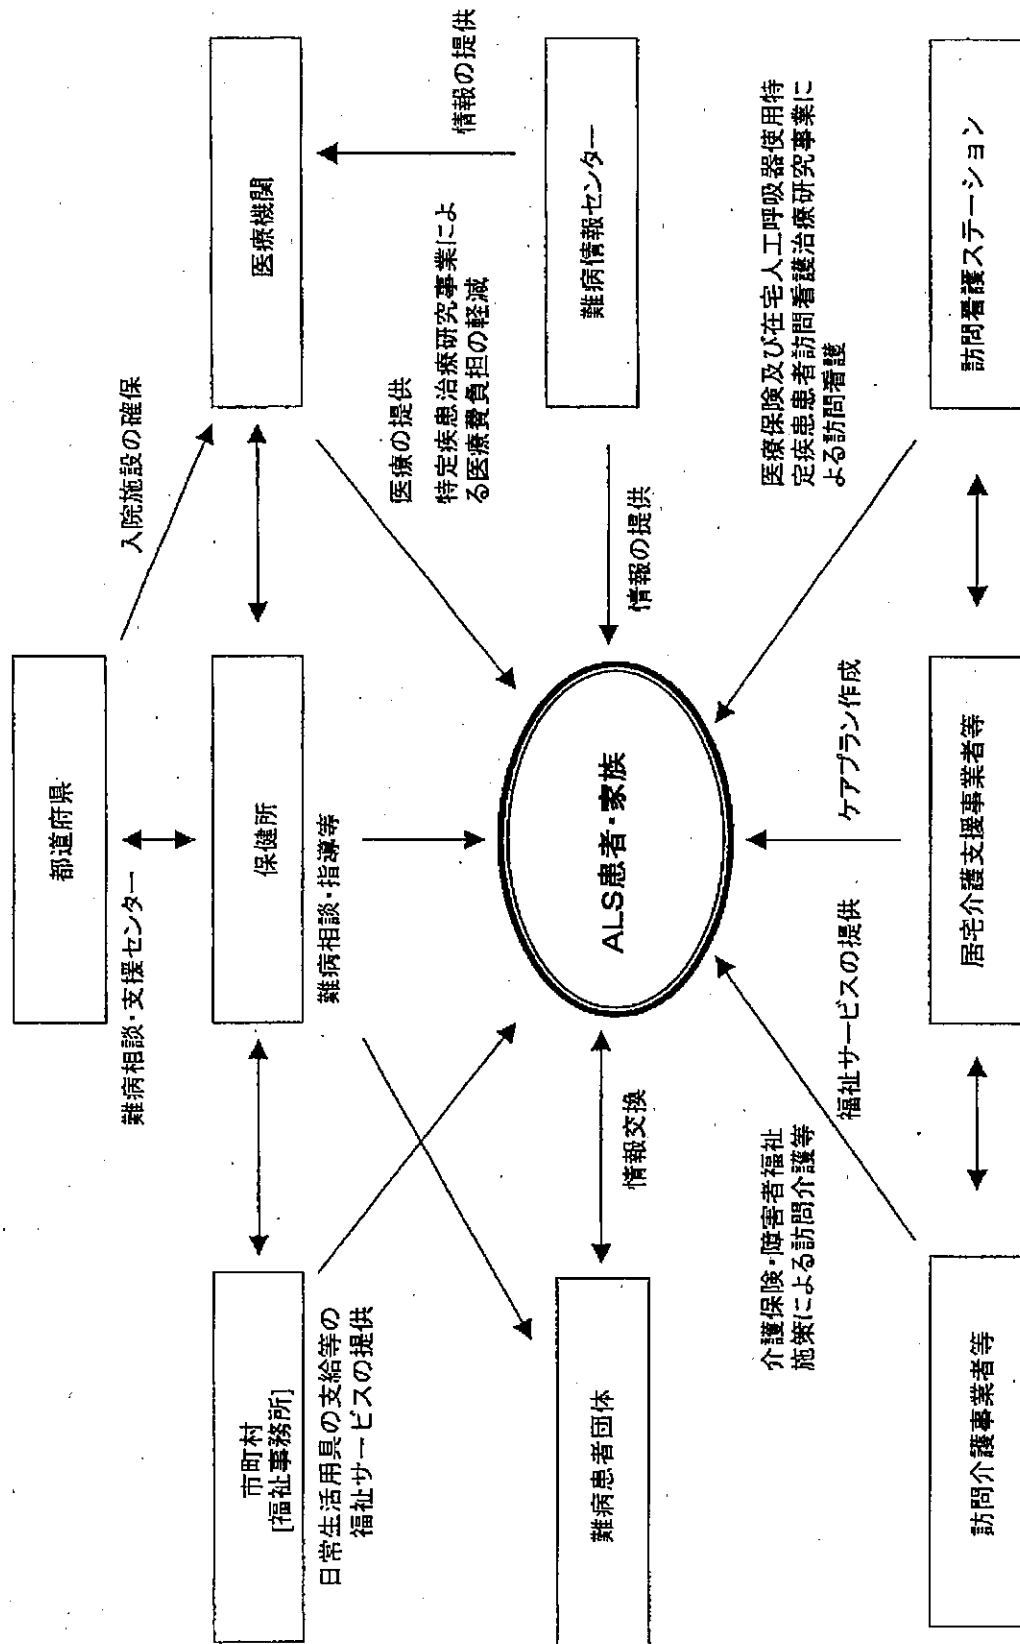 都道府県
難病相談・支援センター
入院施設の確保
市町村
[福祉事務所]
保健所
医療機関
日常生活用具の支給等の
福祉サービスの提供
難病相談・指導等
医療の提供
特定疾患治療研究事業によ
る医療費負担の軽減
情報の提供
難病患者団体
情報交換
ALS患者・家族
情報の提供
難病情報センター
介護保険・障害者福祉
施策による訪問介護等
福祉サービスの提供
ケアプラン作成
医療保険及び在宅人工呼吸器使用特
定疾患患者訪問看護治療研究事業に
よる訪問看護
訪問介護事業者等
居宅介護支援事業者等
訪問看護ステーション